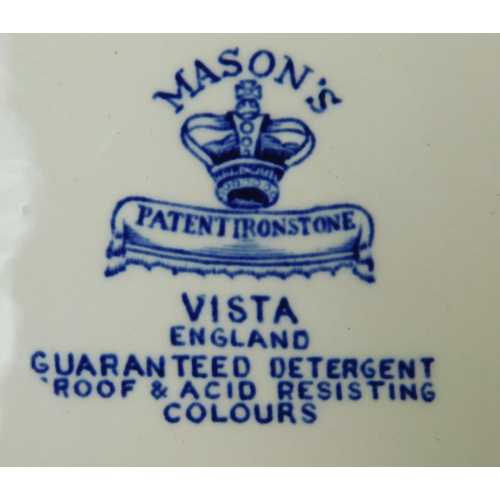 MASON'S
PATENT IRONSTONE
VISTA
ENGLAND
GUARANTEED DETERGENT
'ROOF & ACID RESISTING
COLOURS